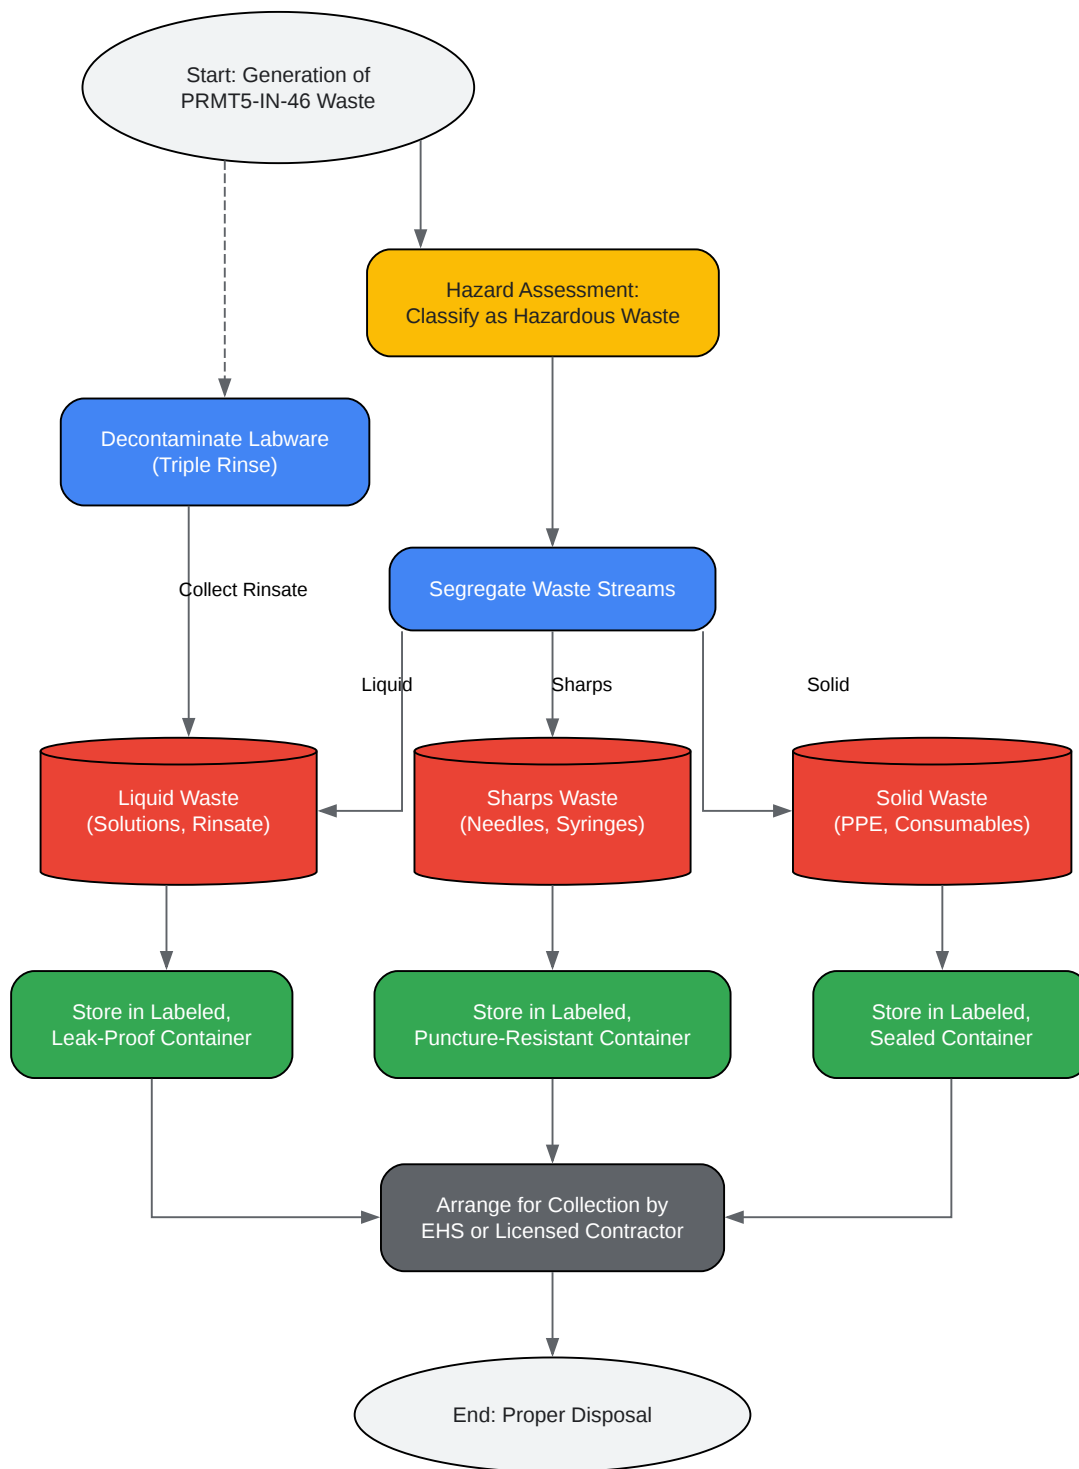 Start: Generation of
PRMT5-IN-46 Waste
Hazard Assessment:
Classify as Hazardous Waste
Decontaminate Labware
(Triple Rinse)
Collect Rinsate
Segregate Waste Streams
Liquid
Sharps
Solid
Liquid Waste
(Solutions, Rinsate)
Sharps Waste
(Needles, Syringes)
Solid Waste
(PPE, Consumables)
Store in Labeled,
Leak-Proof Container
Store in Labeled,
Puncture-Resistant Container
Store in Labeled,
Sealed Container
Arrange for Collection by
EHS or Licensed Contractor
End: Proper Disposal